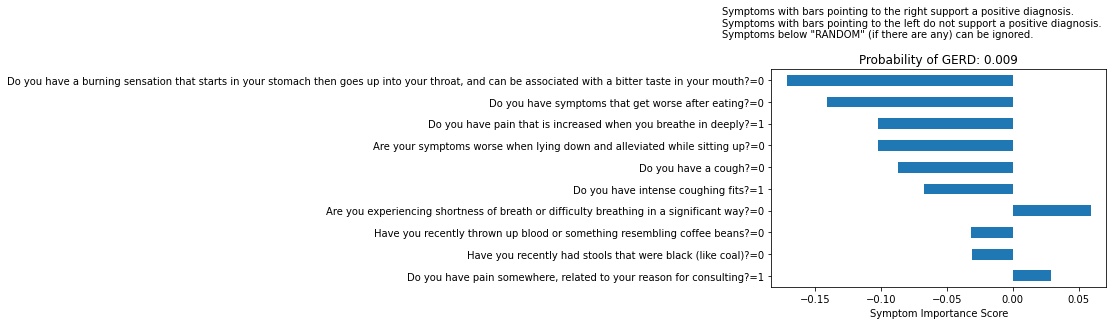 Symptoms with bars pointing to the right support a positive diagnosis.
Symptoms with bars pointing to the left do not support a positive diagnosis.
Symptoms below "RANDOM" (if there are any) can be ignored.
Probability of GERD: 0.009
Do you have a burning sensation that starts in your stomach then goes up into your throat, and can be associated with a bitter taste in your mouth?=0
Do you have symptoms that get worse after eating?=0
Do you have pain that is increased when you breathe in deeply?=1
Are your symptoms worse when lying down and alleviated while sitting up?=0
Do you have a cough?=0
Do you have intense coughing fits?=1
Are you experiencing shortness of breath or difficulty breathing in a significant way?=0
Have you recently thrown up blood or something resembling coffee beans?=0
Have you recently had stools that were black (like coal)?=0
Do you have pain somewhere, related to your reason for consulting?=1
−0.15 −0.10 −0.05 0.00 0.05
Symptom Importance Score